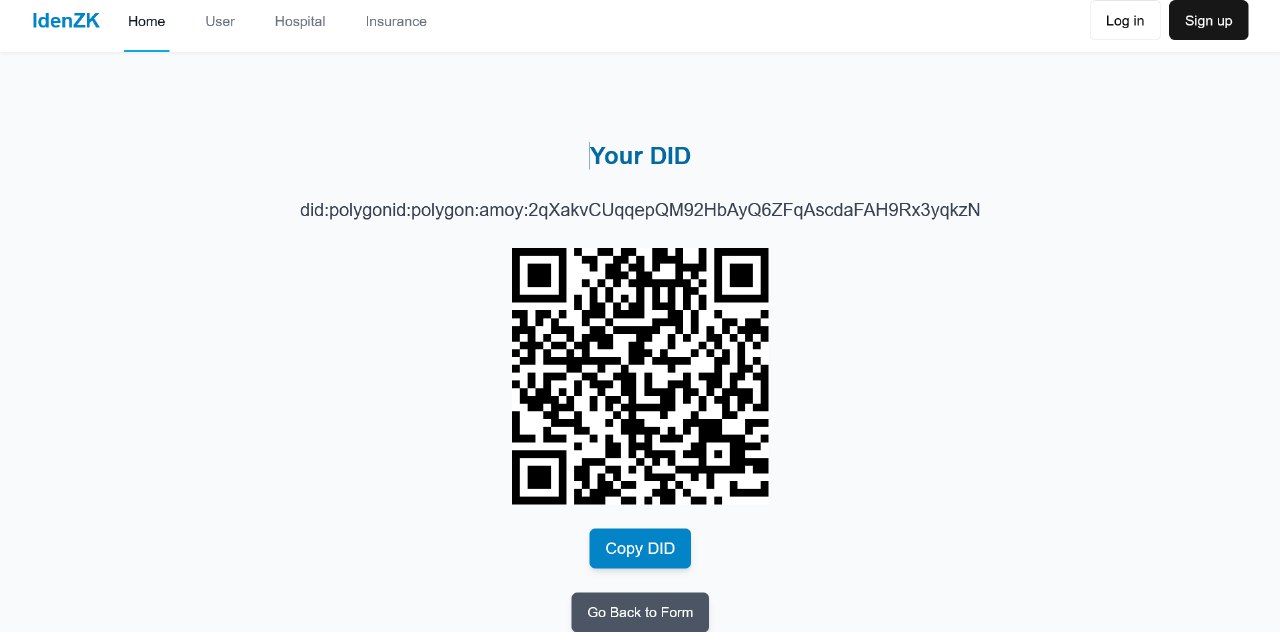 IdenZK Home User Hospital Insurance Log in Sign up
Your DID
did:polygonid:polygon:amoy:2qXakvCUqqepQM92HbAyQ6ZFqAscdaFAH9Rx3yqkzN
Copy DID
Go Back to Form